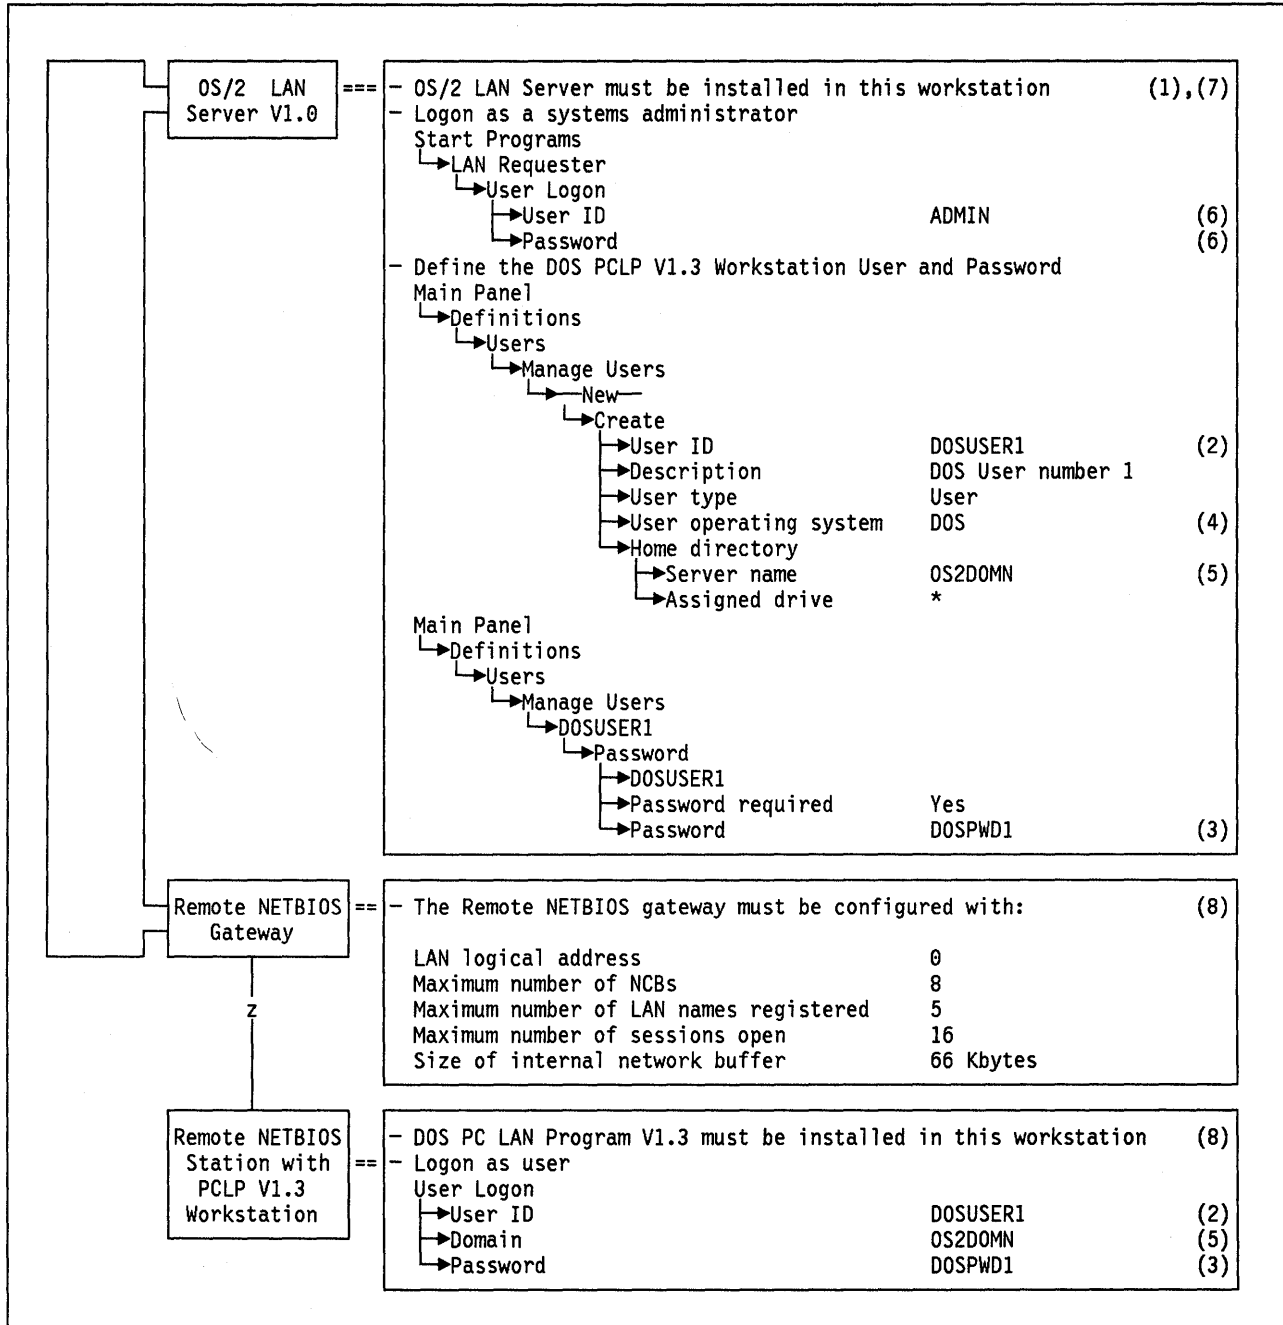 OS/2 LAN
Server V1.0
===
- OS/2 LAN Server must be installed in this workstation (1),(7)
- Logon as a systems administrator
Start Programs
LAN Requester
User Logon
User ID ADMIN (6)
Password (6)
- Define the DOS PCLP V1.3 Workstation User and Password
Main Panel
Definitions
Users
Manage Users
—New—
Create
User ID DOSUSER1 (2)
Description DOS User number 1
User type User
User operating system DOS (4)
Home directory
Server name OS2DOMN (5)
Assigned drive *
Main Panel
Definitions
Users
Manage Users
DOSUSER1
Password
DOSUSER1
Password required Yes
Password DOSPWD1 (3)
Remote NETBIOS
Gateway
==
- The Remote NETBIOS gateway must be configured with: (8)
LAN logical address 0
Maximum number of NCBs 8
Maximum number of LAN names registered 5
Maximum number of sessions open 16
Size of internal network buffer 66 Kbytes
z
Remote NETBIOS
Station with
PCLP V1.3
Workstation
==
- DOS PC LAN Program V1.3 must be installed in this workstation (8)
- Logon as user
User Logon
User ID DOSUSER1 (2)
Domain OS2DOMN (5)
Password DOSPWD1 (3)